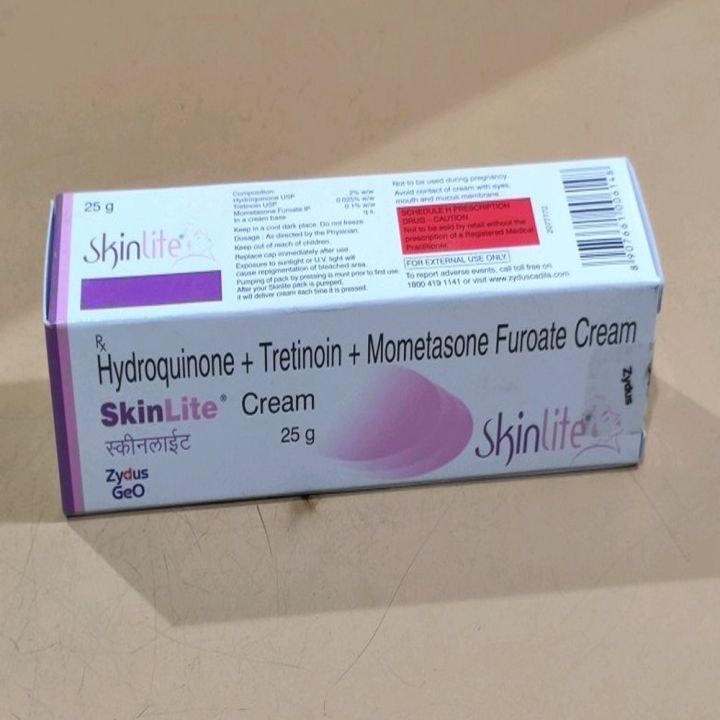 25 g
Skinlite
Composition:
Hydroquinone USP 2% w/w
Tretinoin USP 0.025% w/w
Mometasone Furoate IP 0.1% w/w
In a cream base q.s.
Keep in a cool dark place. Do not freeze.
Dosage : As directed by the Physician.
Keep out of reach of children.
Replace cap immediately after use.
Exposure to sunlight or U.V. light will
cause repigmentation of bleached area.
Pumping of pack by pressing is must prior to first use.
After your Skinlite pack is pumped,
it will deliver cream each time it is pressed.
Not to be used during pregnancy.
Avoid contact of cream with eyes,
mouth and mucus membrane.
SCHEDULE H PRESCRIPTION
DRUG - CAUTION
Not to be sold by retail without the
prescription of a Registered Medical
Practitioner.
FOR EXTERNAL USE ONLY
To report adverse events, call toll free on
1800 419 1141 or visit www.zyduscadila.com
Rx
Hydroquinone + Tretinoin + Mometasone Furoate Cream
SkinLite® Cream
स्कीनलाईट
25 g
Zydus
GeO
Skinlite
Zydus